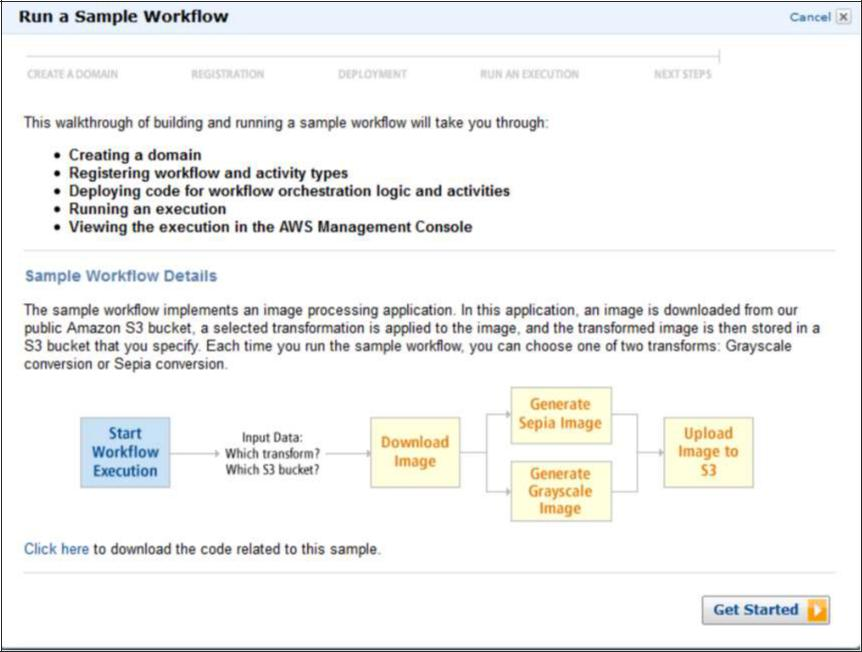 Run a Sample Workflow
Cancel
CREATE A DOMAIN REGISTRATION DEPLOYMENT RUN AN EXECUTION NEXT STEPS
This walkthrough of building and running a sample workflow will take you through:
• Creating a domain
• Registering workflow and activity types
• Deploying code for workflow orchestration logic and activities
• Running an execution
• Viewing the execution in the AWS Management Console
Sample Workflow Details
The sample workflow implements an image processing application. In this application, an image is downloaded from our
public Amazon S3 bucket, a selected transformation is applied to the image, and the transformed image is then stored in a
S3 bucket that you specify. Each time you run the sample workflow, you can choose one of two transforms: Grayscale
conversion or Sepia conversion.
Start
Workflow
Execution
Input Data:
Which transform?
Which S3 bucket?
Download
Image
Generate
Sepia Image
Generate
Grayscale
Image
Upload
Image to
S3
Click here to download the code related to this sample.
Get Started